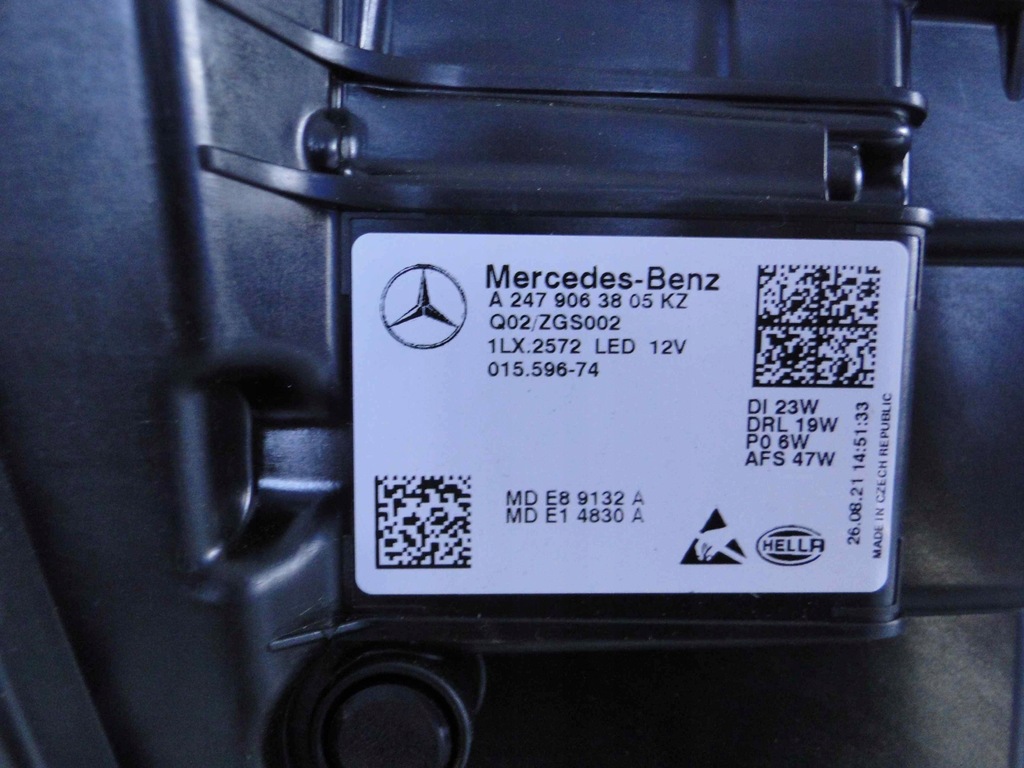 Mercedes-Benz
A 247 906 38 05 KZ
Q02/ZGS002
1LX.2572 LED 12V
015.596-74
DI 23W
DRL 19W
P0 6W
AFS 47W
26.08.21 14:51:33
MADE IN CZECH REPUBLIC
MD E8 9132 A
MD E1 4830 A
HELLA